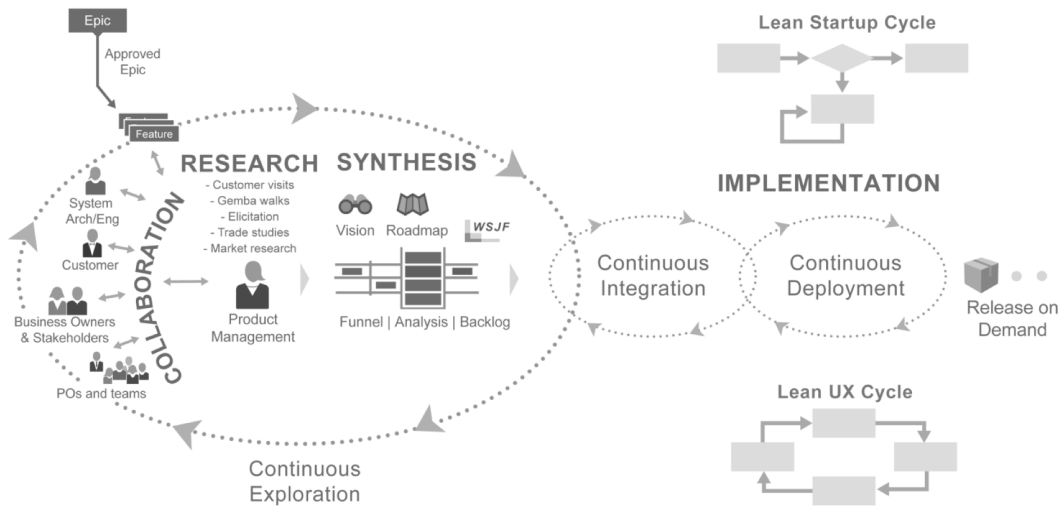 Epic
Approved
Epic
Feature
RESEARCH
- Customer visits
- Gemba walks
- Elicitation
- Trade studies
- Market research
SYNTHESIS
Vision
Roadmap
WSJF
Funnel | Analysis | Backlog
COLLABORATION
System
Arch/Eng
Customer
Business Owners
& Stakeholders
POs and teams
Product
Management
Continuous
Exploration
Lean Startup Cycle
IMPLEMENTATION
Continuous
Integration
Continuous
Deployment
Release on
Demand
Lean UX Cycle